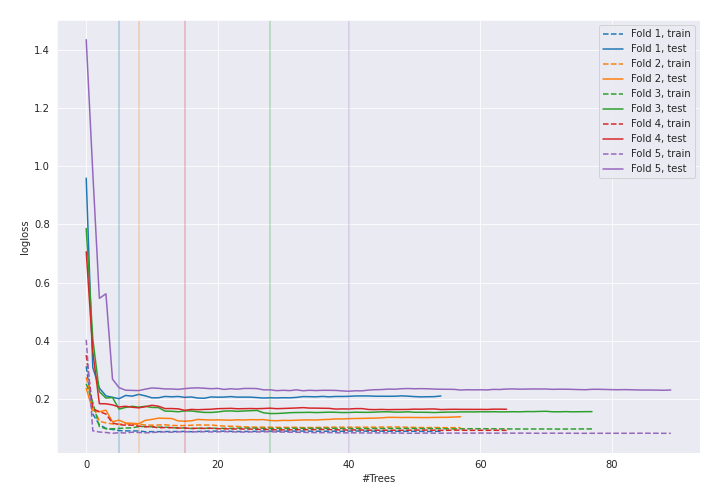 1.4
1.2
1.0
0.8
0.6
0.4
0.2
logloss
0
20
40
60
80
#Trees
Fold 1, train
Fold 1, test
Fold 2, train
Fold 2, test
Fold 3, train
Fold 3, test
Fold 4, train
Fold 4, test
Fold 5, train
Fold 5, test